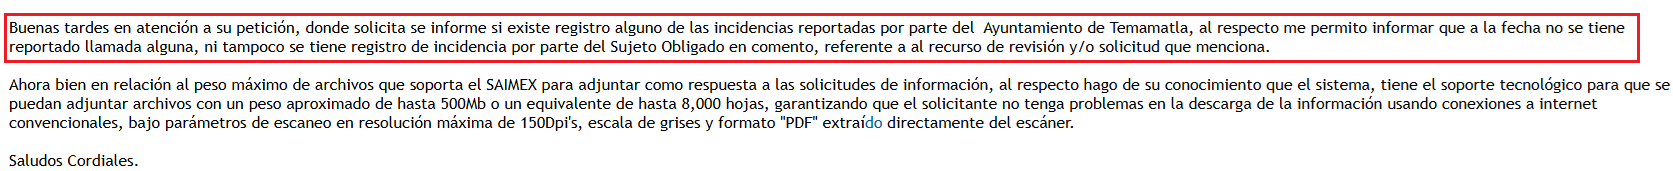 Buenas tardes en atención a su petición, donde solicita se informe si existe registro alguno de las incidencias reportadas por parte del  Ayuntamiento de Temamatla, al respecto me permito informar que a la fecha no se tiene
reportado llamada alguna, ni tampoco se tiene registro de incidencia por parte del Sujeto Obligado en comento, referente a al recurso de revisión y/o solicitud que menciona.
Ahora bien en relación al peso máximo de archivos que soporta el SAIMEX para adjuntar como respuesta a las solicitudes de información, al respecto hago de su conocimiento que el sistema, tiene el soporte tecnológico para que se
puedan adjuntar archivos con un peso aproximado de hasta 500Mb o un equivalente de hasta 8,000 hojas, garantizando que el solicitante no tenga problemas en la descarga de la información usando conexiones a internet
convencionales, bajo parámetros de escaneo en resolución máxima de 150Dpi's, escala de grises y formato "PDF" extraído directamente del escáner.
Saludos Cordiales.